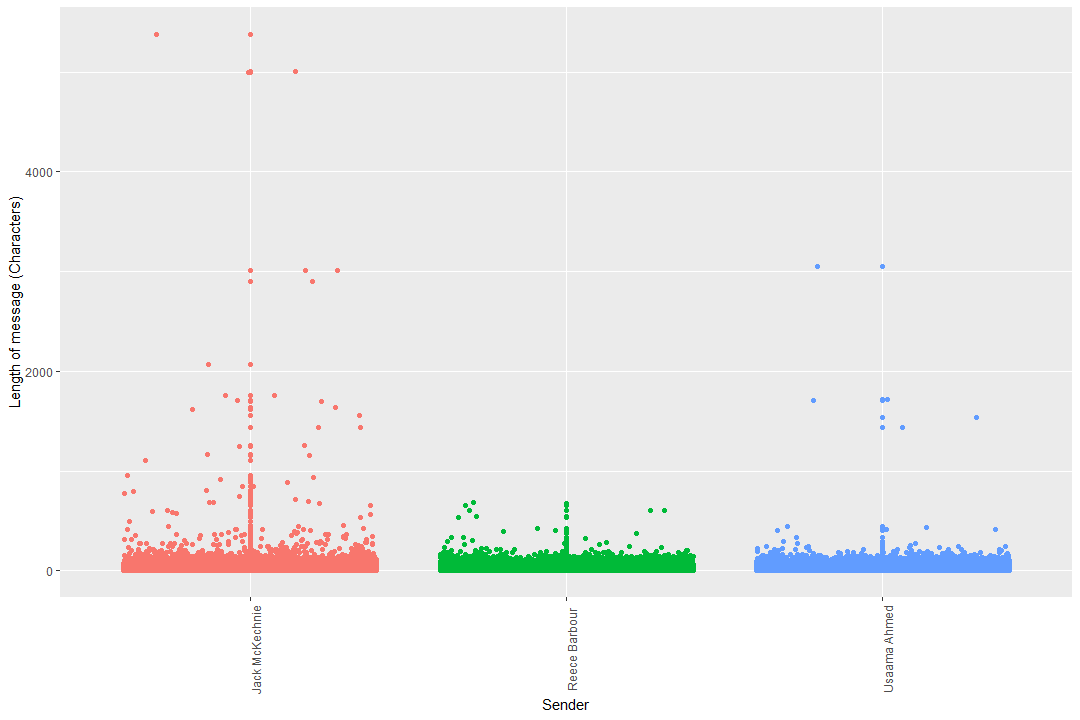 Length of message (Characters)
4000
2000
0
Jack McKechnie
Reece Barbour
Usaama Ahmed
Sender